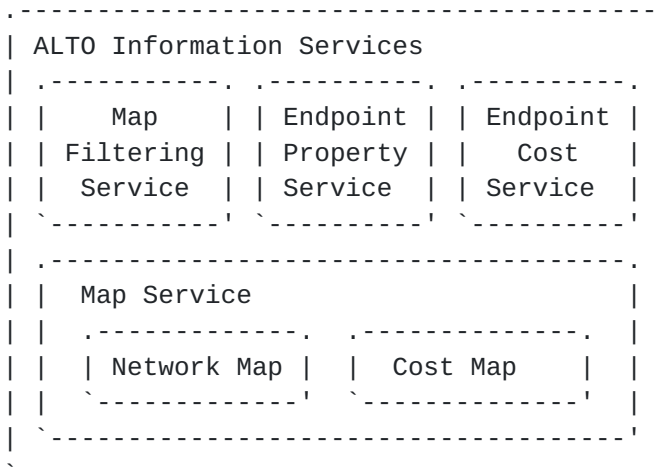 ALTO Information Services
Map Endpoint Endpoint
Filtering Property Cost
Service Service Service
Map Service
Network Map Cost Map